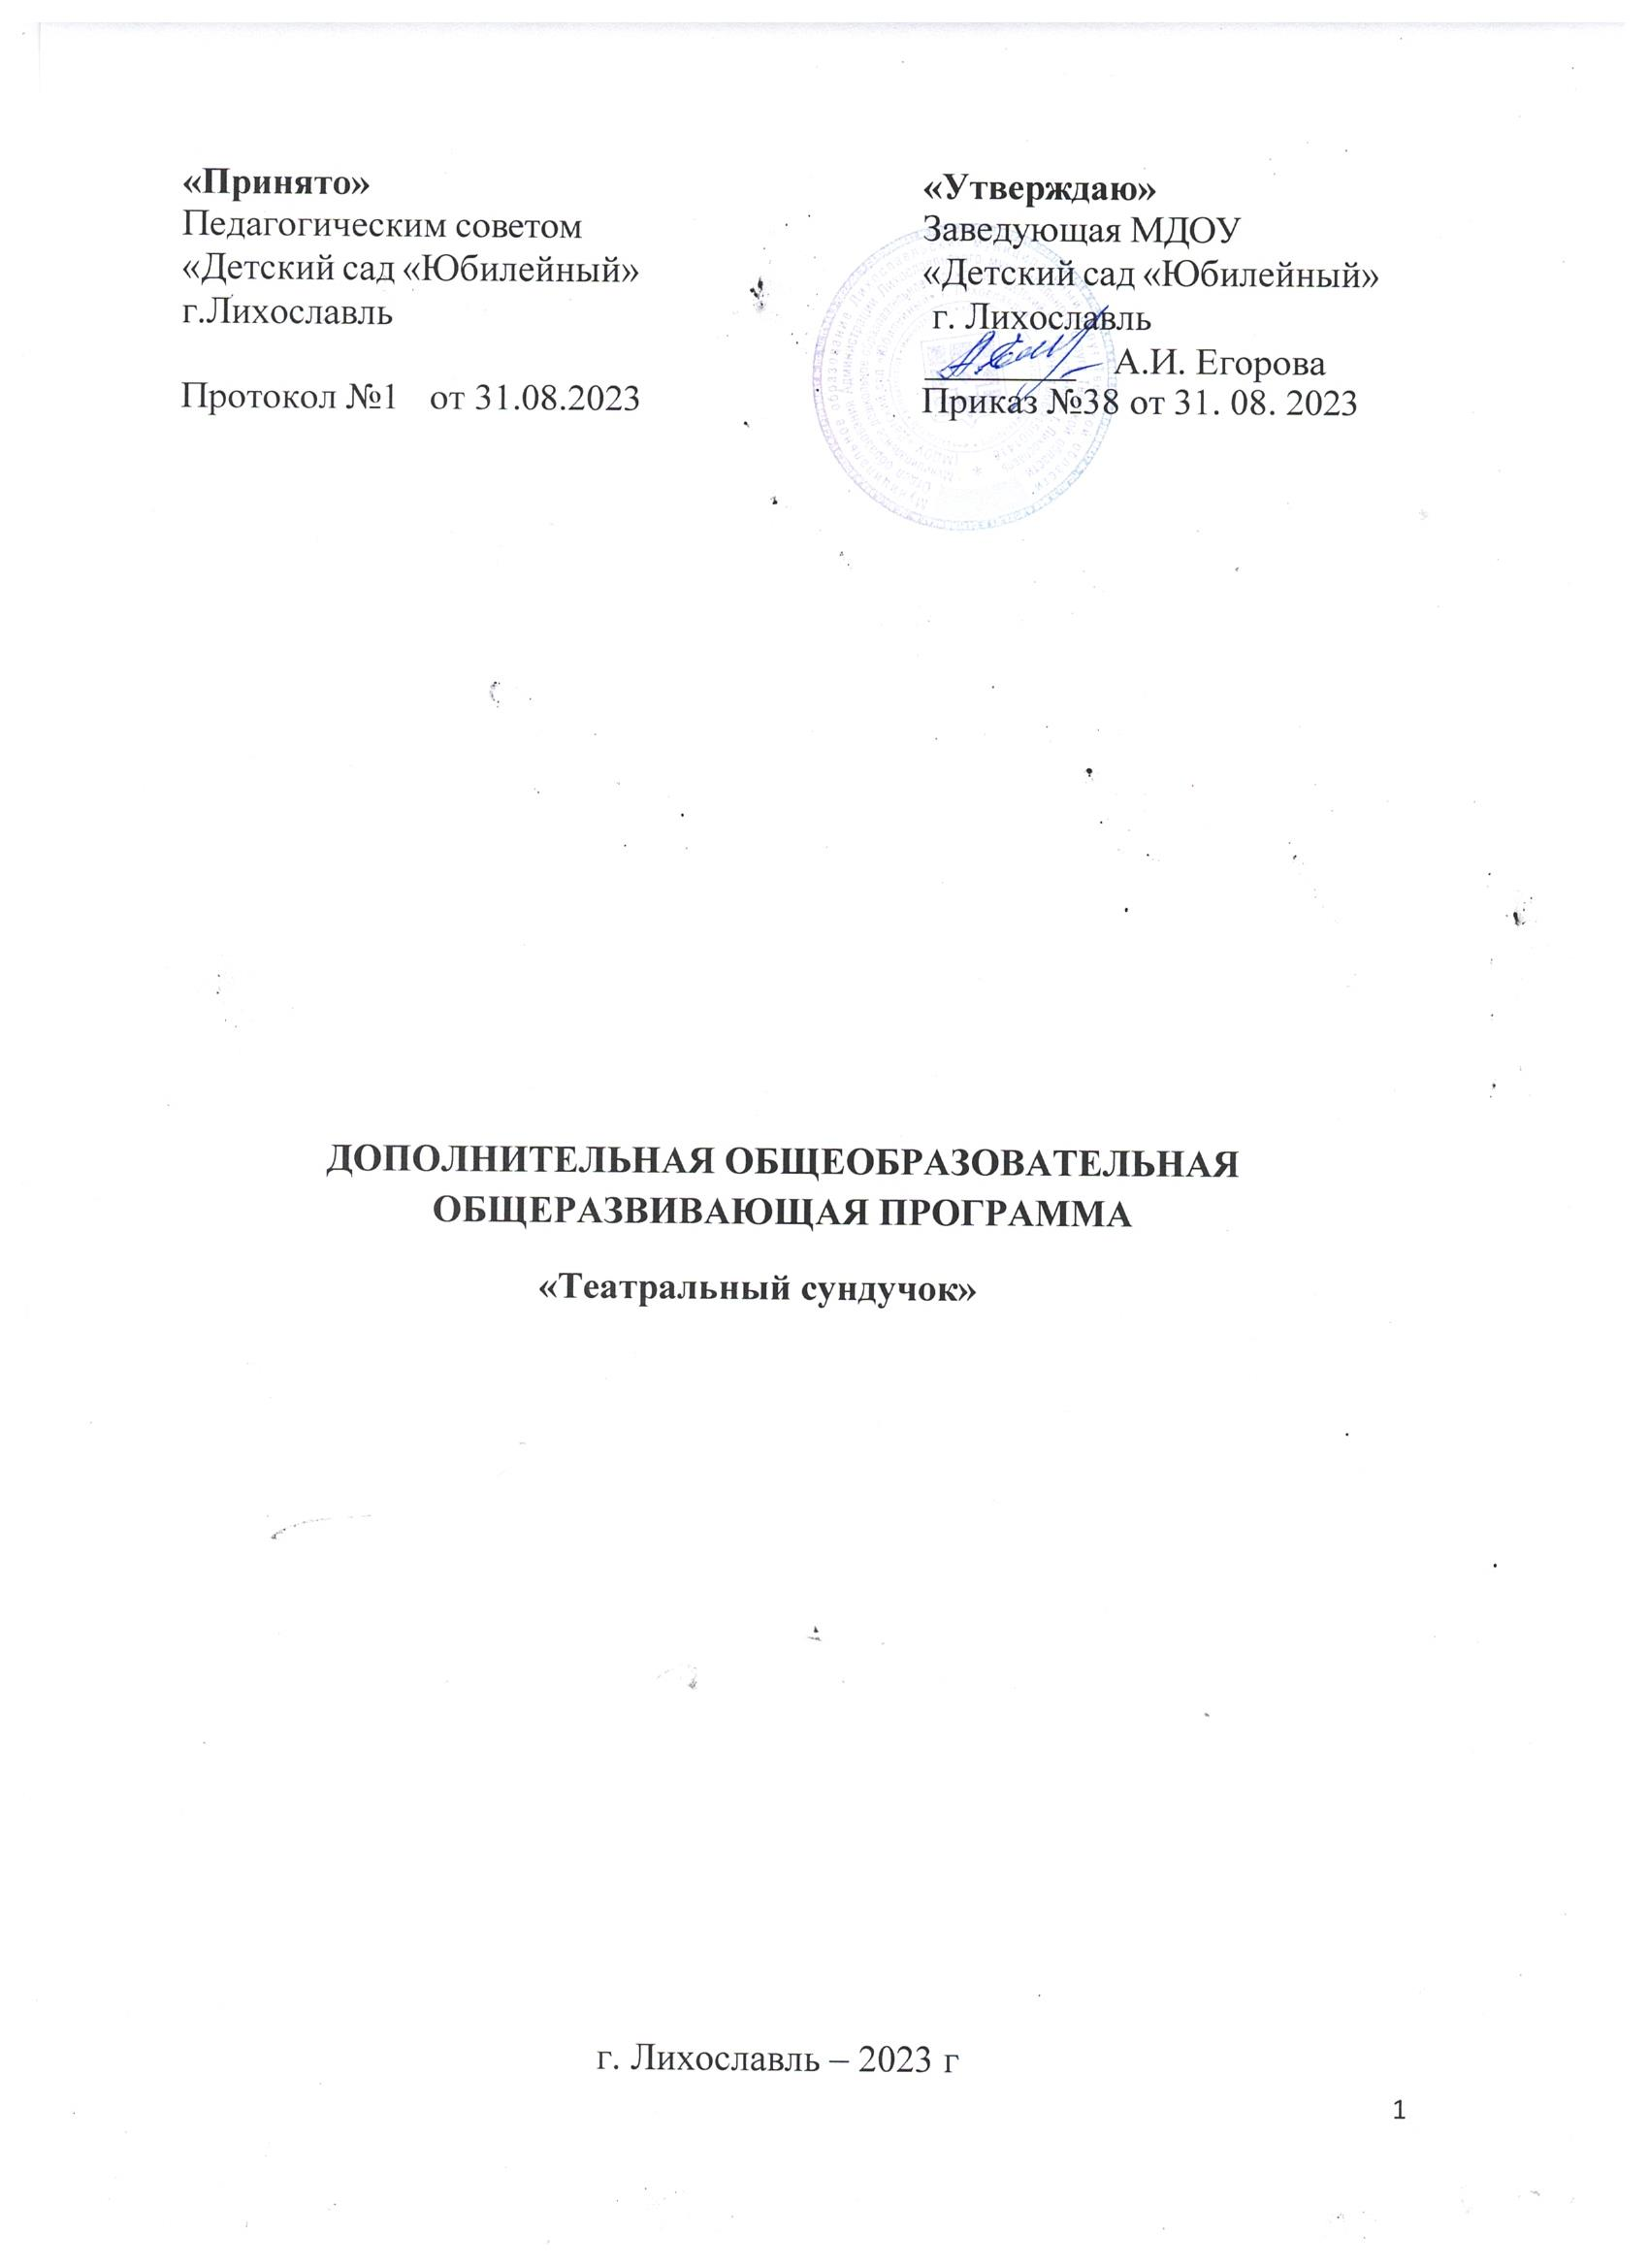 «Принято»
Педагогическим советом
«Детский сад «Юбилейный»
г.Лихославль
Протокол №1 от 31.08.2023
«Утверждаю»
Заведующая МДОУ
«Детский сад «Юбилейный»
г. Лихославль
А.И. Егорова
Приказ №38 от 31. 08. 2023
ДОПОЛНИТЕЛЬНАЯ ОБЩЕОБРАЗОВАТЕЛЬНАЯ
ОБЩЕРАЗВИВАЮЩАЯ ПРОГРАММА
«Театральный сундучок»
г. Лихославль – 2023 г
1